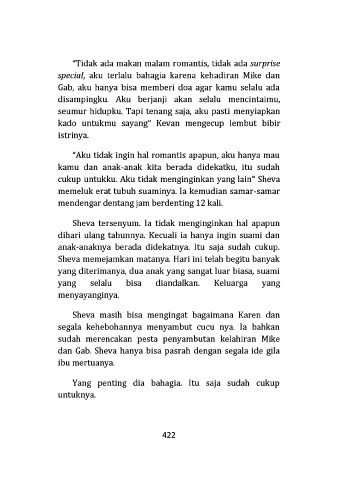 “Tidak ada makan malam romantis, tidak ada surprise
special, aku terlalu bahagia karena kehadiran Mike dan
Gab, aku hanya bisa memberi doa agar kamu selalu ada
disampingku. Aku berjanji akan selalu mencintaimu,
seumur hidupku. Tapi tenang saja, aku pasti menyiapkan
kado untukmu sayang” Kevan mengecup lembut bibir
istrinya.
“Aku tidak ingin hal romantis apapun, aku hanya mau
kamu dan anak-anak kita berada didekatku, itu sudah
cukup untukku. Aku tidak menginginkan yang lain” Sheva
memeluk erat tubuh suaminya. Ia kemudian samar-samar
mendengar dentang jam berdenting 12 kali.
Sheva tersenyum. Ia tidak menginginkan hal apapun
dihari ulang tahunnya. Kecuali ia hanya ingin suami dan
anak-anaknya berada didekatnya. Itu saja sudah cukup.
Sheva memejamkan matanya. Hari ini telah begitu banyak
yang diterimanya, dua anak yang sangat luar biasa, suami
yang selalu bisa diandalkan. Keluarga yang
menyayanginya.
Sheva masih bisa mengingat bagaimana Karen dan
segala kehebohannya menyambut cucu nya. Ia bahkan
sudah merencakan pesta penyambutan kelahiran Mike
dan Gab. Sheva hanya bisa pasrah dengan segala ide gila
ibu mertuanya.
Yang penting dia bahagia. Itu saja sudah cukup
untuknya.
422